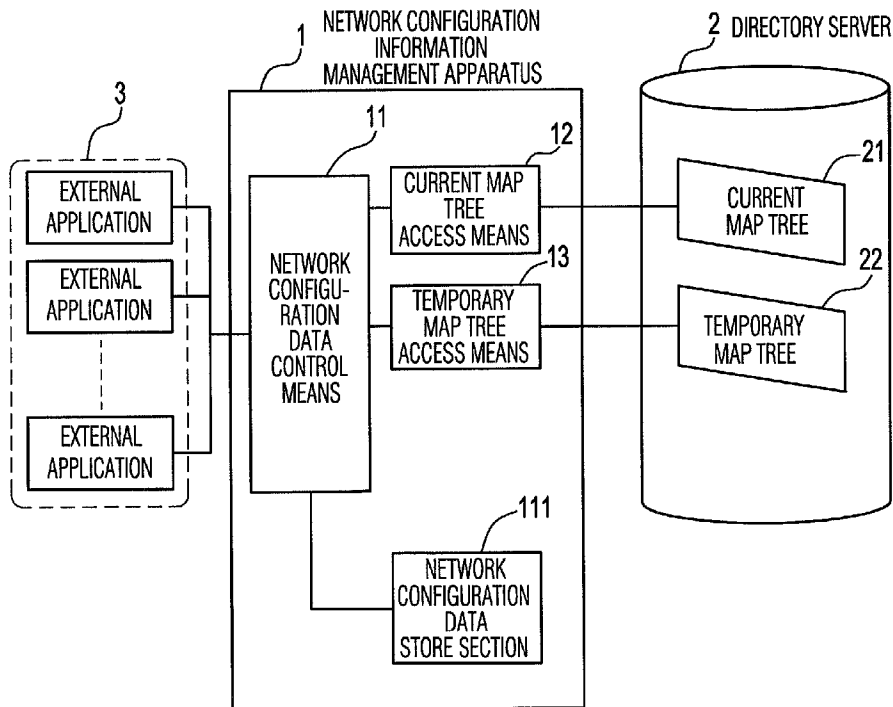 NETWORK CONFIGURATION
INFORMATION
MANAGEMENT APPARATUS
1
2 DIRECTORY SERVER
3
11
12
21
EXTERNAL
APPLICATION
CURRENT MAP
TREE
ACCESS MEANS
CURRENT
MAP TREE
EXTERNAL
APPLICATION
NETWORK
CONFIGU-
RATION
DATA
CONTROL
MEANS
13
22
TEMPORARY
MAP TREE
ACCESS MEANS
TEMPORARY
MAP TREE
EXTERNAL
APPLICATION
111
NETWORK
CONFIGURATION
DATA
STORE SECTION